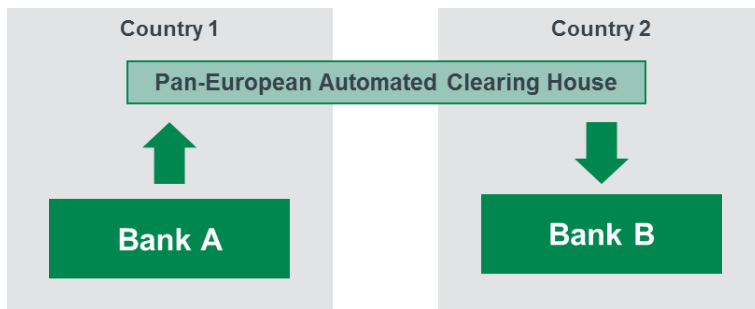 Country 1
Country 2
Pan-European Automated Clearing House
Bank A
Bank B